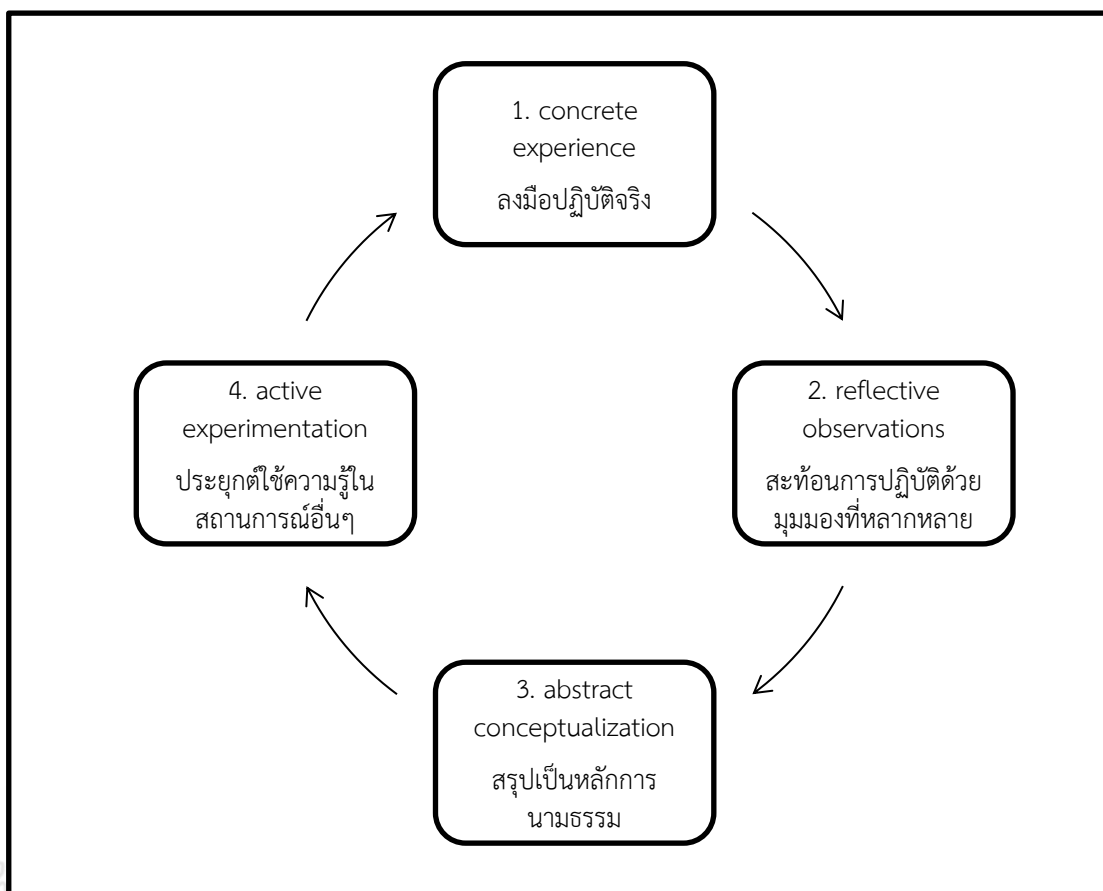 1. concrete
experience
ลงมือปฏิบัติจริง
2. reflective
observations
สะท้อนการปฏิบัติด้วย
มุมมองที่หลากหลาย
3. abstract
conceptualization
สรุปเป็นหลักการ
นามธรรม
4. active
experimentation
ประยุกต์ใช้ความรู้ใน
สถานการณ์อื่นๆ